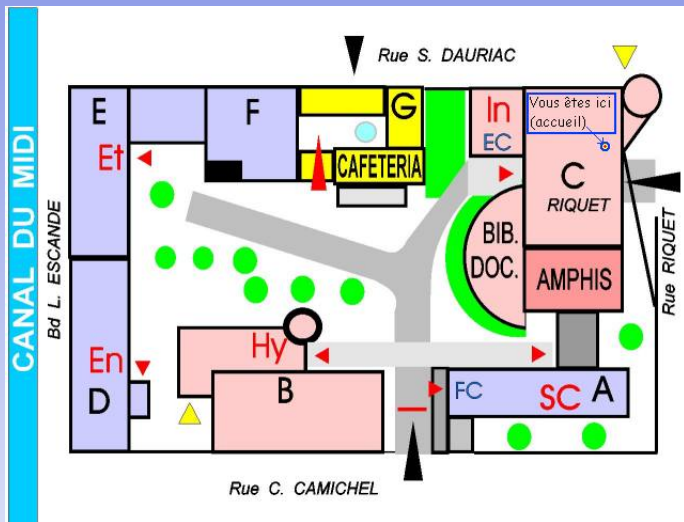 CANAL DU MIDI
Bd L. ESCANDE
Rue S. DAURIAC
E
Et
F
G
CAFETERIA
In
EC
Vous êtes ici
(accueil)
C
RIQUET
BIB.
DOC.
AMPHIS
Rue RIQUET
En
D
Hy
B
FC
SC
A
Rue C. CAMICHEL